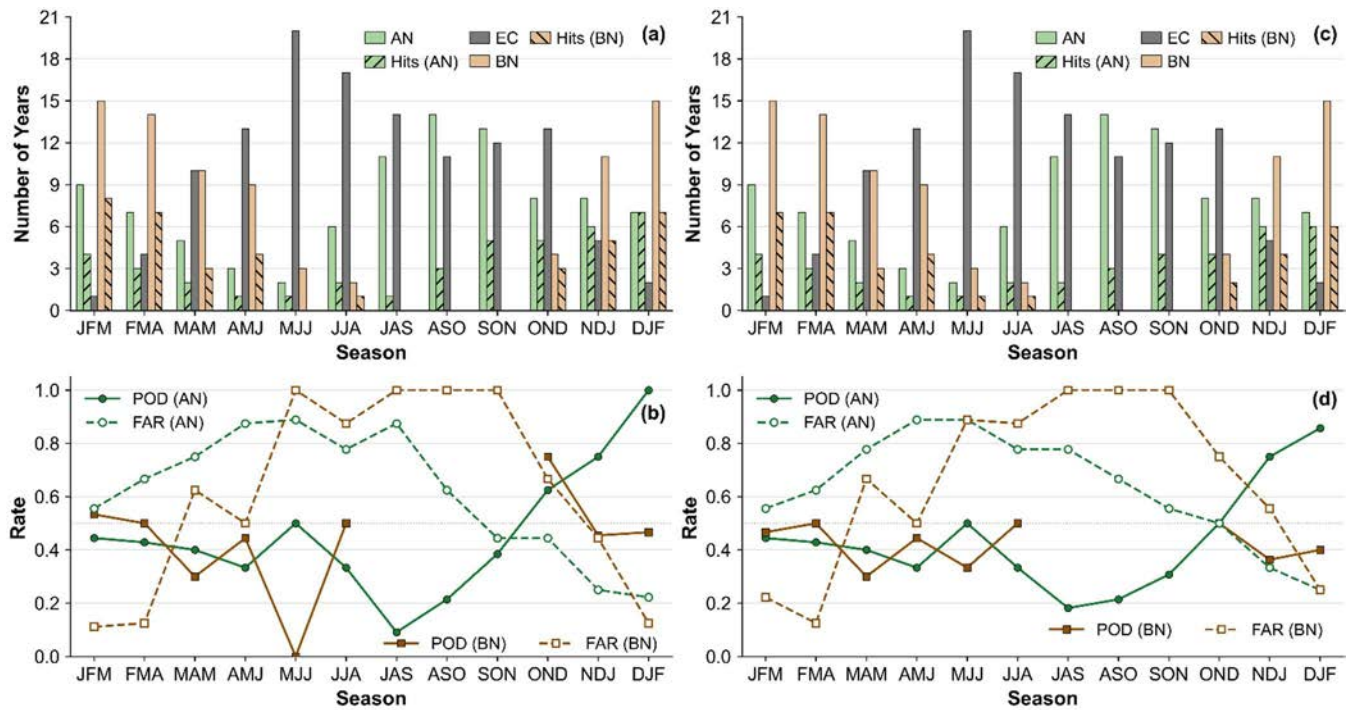 21
18
15
12
9
6
3
0
Number of Years
AN
Hits (AN)
EC
BN
Hits (BN)
(a)
JFM FMA MAM AMJ MJJ JJA JAS ASO SON OND NDJ DJF
Season
21
18
15
12
9
6
3
0
Number of Years
AN
Hits (AN)
EC
BN
Hits (BN)
(c)
JFM FMA MAM AMJ MJJ JJA JAS ASO SON OND NDJ DJF
Season
1.0
0.8
0.6
0.4
0.2
0.0
Rate
POD (AN)
FAR (AN)
(b)
POD (BN) FAR (BN)
JFM FMA MAM AMJ MJJ JJA JAS ASO SON OND NDJ DJF
Season
1.0
0.8
0.6
0.4
0.2
0.0
Rate
POD (AN)
FAR (AN)
(d)
POD (BN) FAR (BN)
JFM FMA MAM AMJ MJJ JJA JAS ASO SON OND NDJ DJF
Season